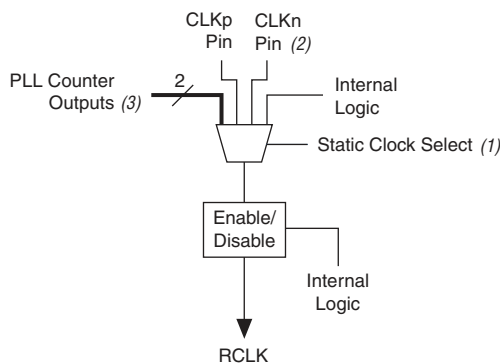 CLKp
Pin
CLKn
Pin (2)
PLL Counter
Outputs (3)
2
Internal
Logic
Static Clock Select (1)
Enable/
Disable
Internal
Logic
RCLK